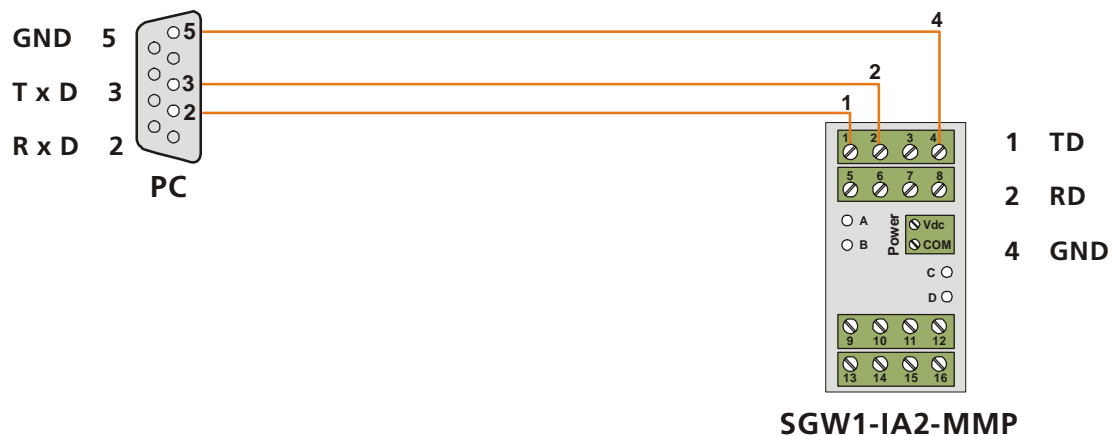 GND 5
T x D 3
R x D 2
5
3
2
PC
4
2
1
1 2 3 4
5 6 7 8
A
B
Power
Vdc
COM
C
D
9 10 11 12
13 14 15 16
1 TD
2 RD
4 GND
SGW1-IA2-MMP